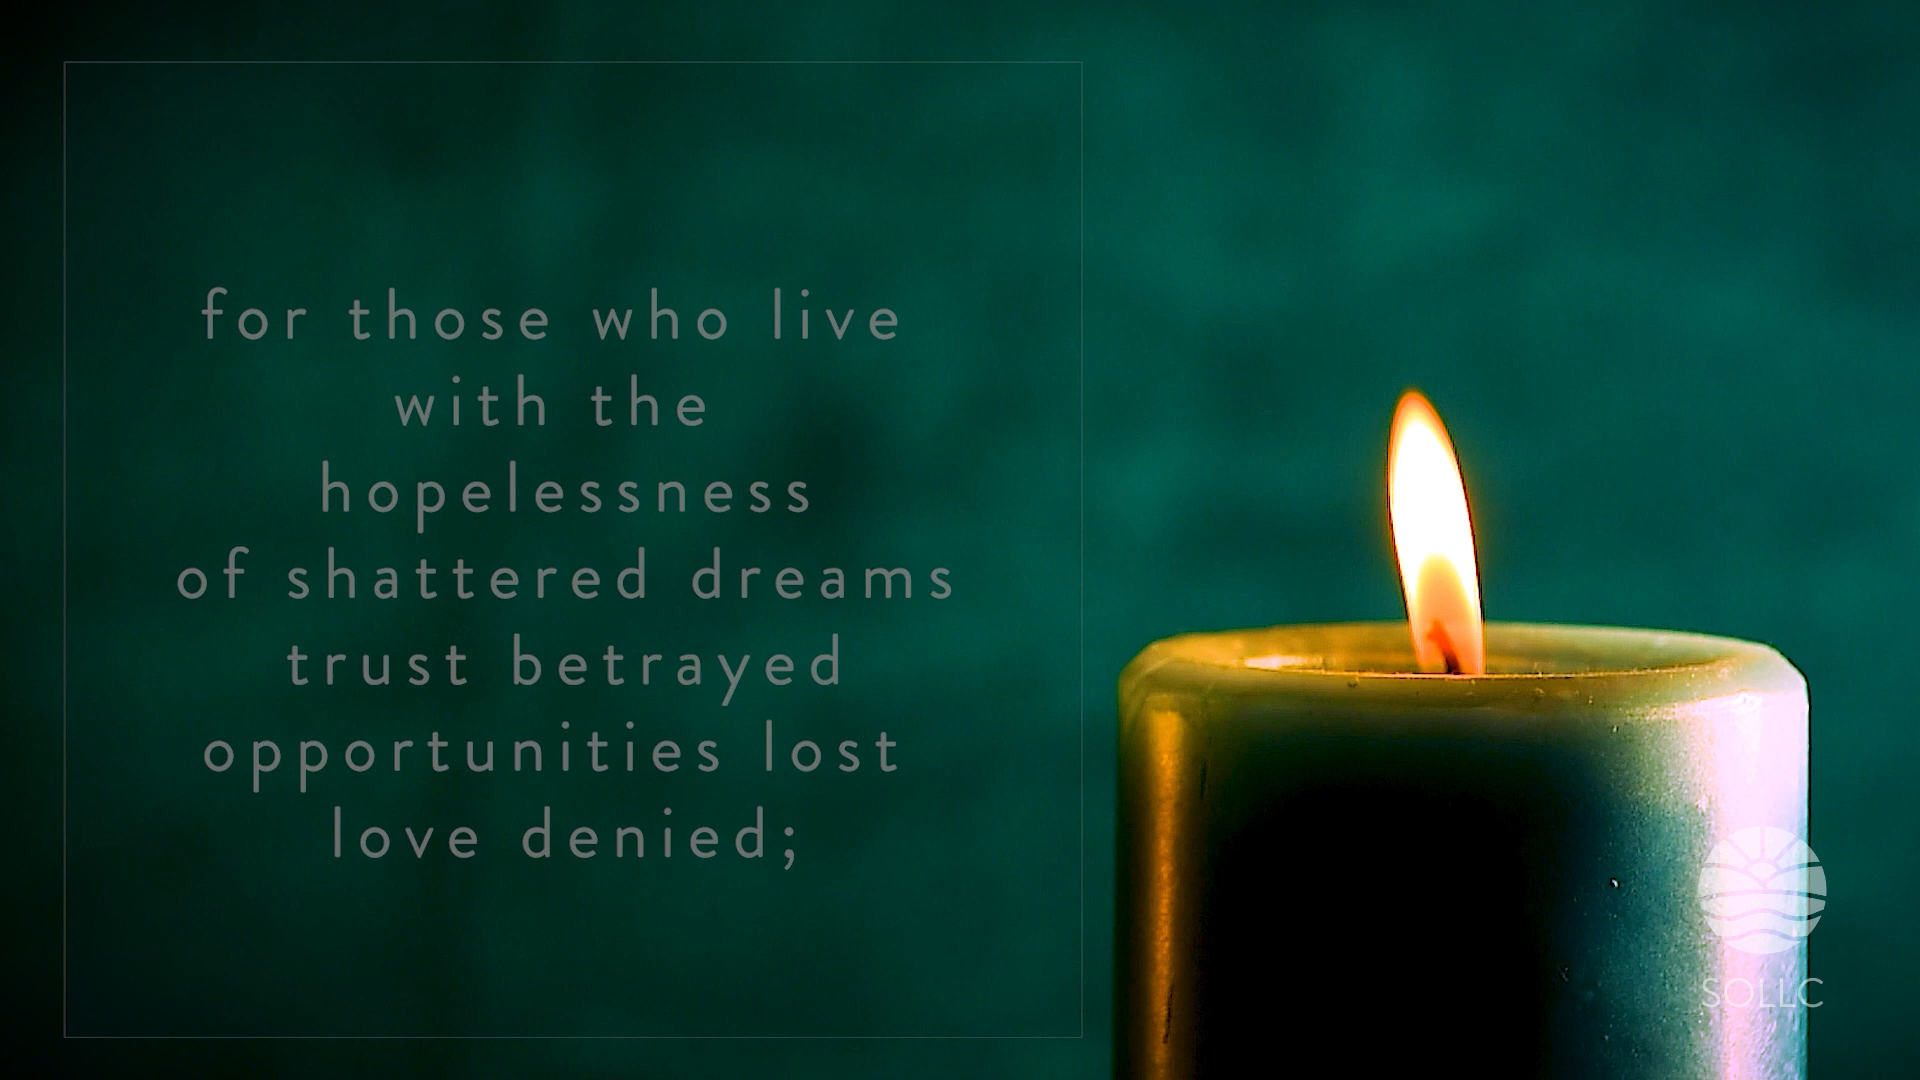 for those who live
with the
hopelessness
of shattered dreams
trust betrayed
opportunities lost
love denied;
SOLLC